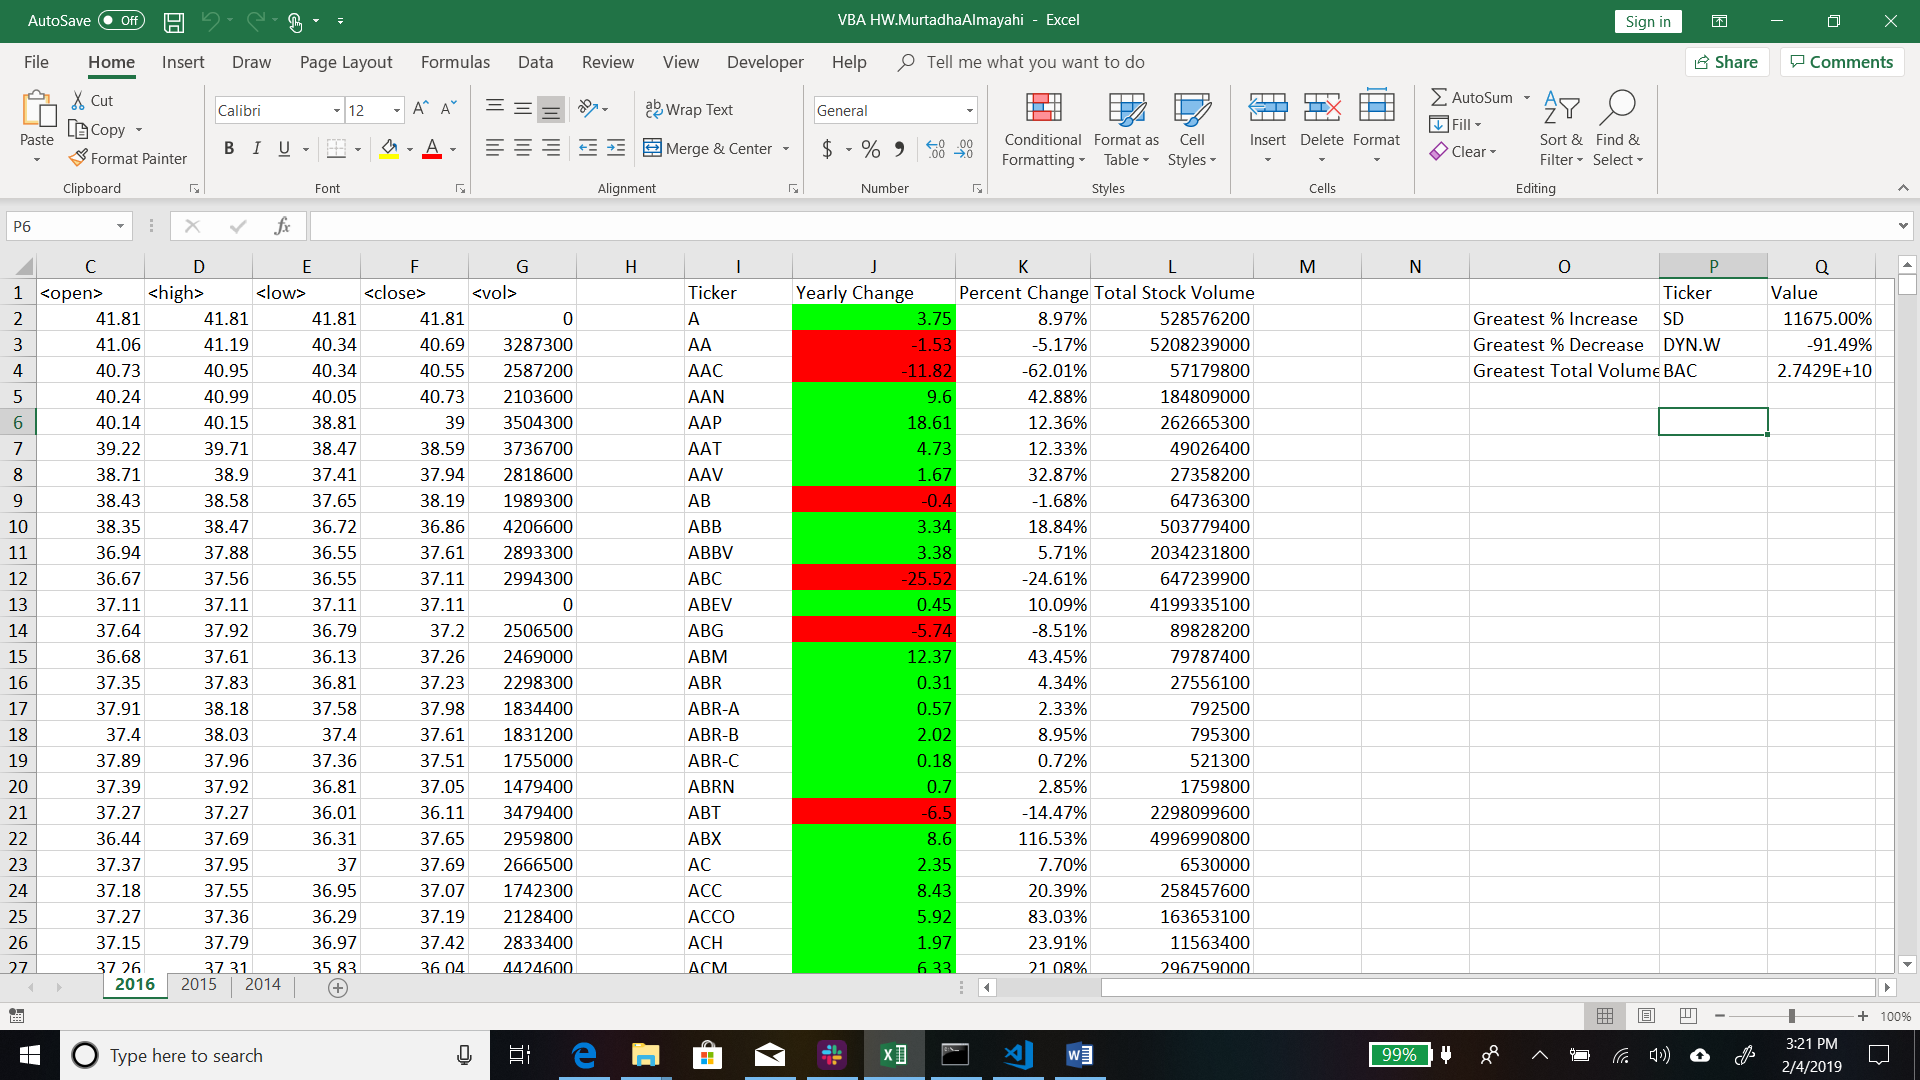 AutoSave Off VBA HW.MurtadhaAlmayahi - Excel Sign in
File Home Insert Draw Page Layout Formulas Data Review View Developer Help Tell me what you want to do Share Comments
Paste Cut Copy Format Painter Clipboard
Calibri 12 B I U A Font
Wrap Text Merge & Center Alignment
General $ % Number
Conditional Formatting Format as Table Cell Styles Styles
Insert Delete Format Cells
AutoSum Fill Clear Sort & Filter Find & Select Editing
P6 fx
C D E F G H I J K L M N O P Q
1 <open> <high> <low> <close> <vol> Ticker Yearly Change Percent Change Total Stock Volume Ticker Value
2 41.81 41.81 41.81 41.81 0 A 3.75 8.97% 528576200 Greatest % Increase SD 11675.00%
3 41.06 41.19 40.34 40.69 3287300 AA -1.53 -5.17% 5208239000 Greatest % Decrease DYN.W -91.49%
4 40.73 40.95 40.34 40.55 2587200 AAC -11.82 -62.01% 57179800 Greatest Total Volume BAC 2.7429E+10
5 40.24 40.99 40.05 40.73 2103600 AAN 9.6 42.88% 184809000
6 40.14 40.15 38.81 39 3504300 AAP 18.61 12.36% 262665300
7 39.22 39.71 38.47 38.59 3736700 AAT 4.73 12.33% 49026400
8 38.71 38.9 37.41 37.94 2818600 AAV 1.67 32.87% 27358200
9 38.43 38.58 37.65 38.19 1989300 AB -0.4 -1.68% 64736300
10 38.35 38.47 36.72 36.86 4206600 ABB 3.34 18.84% 503779400
11 36.94 37.88 36.55 37.61 2893300 ABBV 3.38 5.71% 2034231800
12 36.67 37.56 36.55 37.11 2994300 ABC -25.52 -24.61% 647239900
13 37.11 37.11 37.11 37.11 0 ABEV 0.45 10.09% 4199335100
14 37.64 37.92 36.79 37.2 2506500 ABG -5.74 -8.51% 89828200
15 36.68 37.61 36.13 37.26 2469000 ABM 12.37 43.45% 79787400
16 37.35 37.83 36.81 37.23 2298300 ABR 0.31 4.34% 27556100
17 37.91 38.18 37.58 37.98 1834400 ABR-A 0.57 2.33% 792500
18 37.4 38.03 37.4 37.61 1831200 ABR-B 2.02 8.95% 795300
19 37.89 37.96 37.36 37.51 1755000 ABR-C 0.18 0.72% 521300
20 37.39 37.92 36.81 37.05 1479400 ABRN 0.7 2.85% 1759800
21 37.27 37.27 36.01 36.11 3479400 ABT -6.5 -14.47% 2298099600
22 36.44 37.69 36.31 37.65 2959800 ABX 8.6 116.53% 4996990800
23 37.37 37.95 37 37.69 2666500 AC 2.35 7.70% 6530000
24 37.18 37.55 36.95 37.07 1742300 ACC 8.43 20.39% 258457600
25 37.27 37.36 36.29 37.19 2128400 ACCO 5.92 83.03% 163653100
26 37.15 37.79 36.97 37.42 2833400 ACH 1.97 23.91% 11563400
27 37.26 37.31 35.83 36.04 4424600 ACM 6.33 21.08% 296759000
2016 2015 2014
100%
Type here to search 99% 3:21 PM
2/4/2019